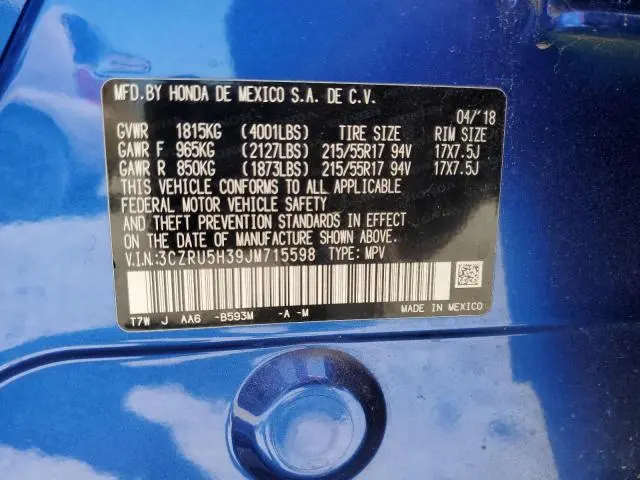 MFD.BY HONDA DE MEXICO S.A. DE C.V.
04/'18
GVWR 1815KG (4001LBS) TIRE SIZE RIM SIZE
GAWR F 965KG (2127LBS) 215/55R17 94V 17X7.5J
GAWR R 850KG (1873LBS) 215/55R17 94V 17X7.5J
THIS VEHICLE CONFORMS TO ALL APPLICABLE
FEDERAL MOTOR VEHICLE SAFETY
AND THEFT PREVENTION STANDARDS IN EFFECT
ON THE DATE OF MANUFACTURE SHOWN ABOVE.
V.I.N:3CZRU5H39JM715598 TYPE: MPV
T7W J AA6 -B593M -A -M
MADE IN MEXICO